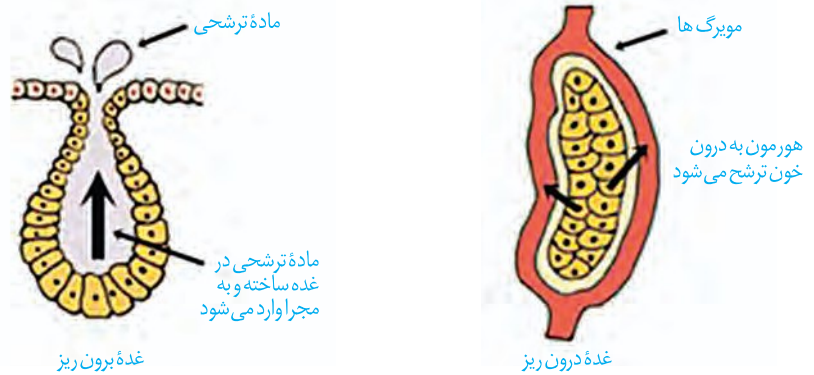 مویرگ ها
هورمون به درون
خون ترشح می شود
غدهٔ درون ریز
مادهٔ ترشحی
مادهٔ ترشحی در
غده ساخته و به
مجرا وارد می شود
غدهٔ برون ریز